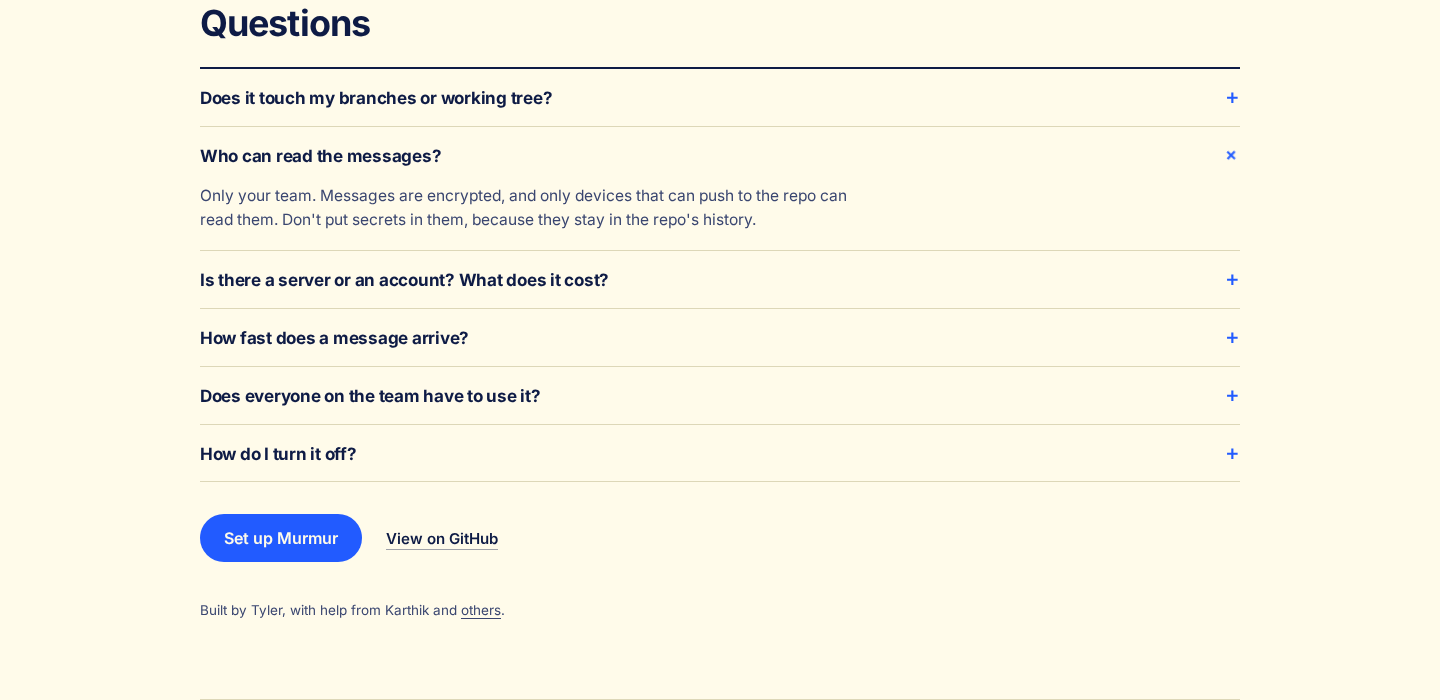 Questions
Does it touch my branches or working tree? +
Who can read the messages? ×
Only your team. Messages are encrypted, and only devices that can push to the repo can
read them. Don't put secrets in them, because they stay in the repo's history.
Is there a server or an account? What does it cost? +
How fast does a message arrive? +
Does everyone on the team have to use it? +
How do I turn it off? +
Set up Murmur View on GitHub
Built by Tyler, with help from Karthik and others.